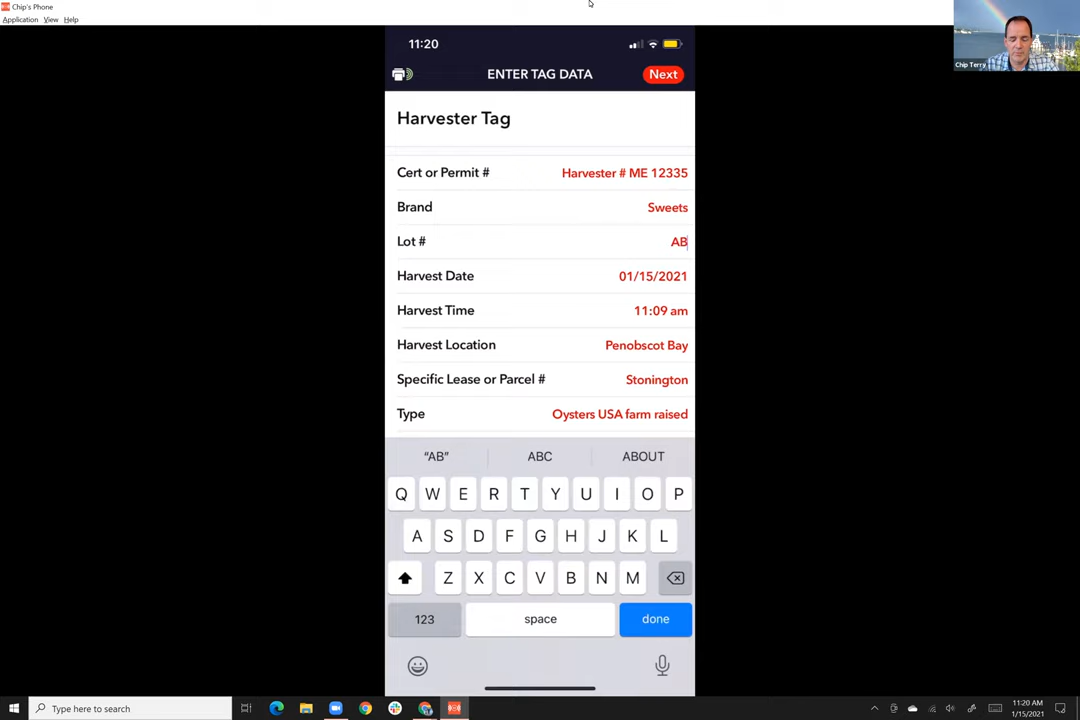 Chip's Phone
Application View Help
Chip Terry
11:20
ENTER TAG DATA
Next
Harvester Tag
Cert or Permit # Harvester # ME 12335
Brand Sweets
Lot # AB
Harvest Date 01/15/2021
Harvest Time 11:09 am
Harvest Location Penobscot Bay
Specific Lease or Parcel # Stonington
Type Oysters USA farm raised
"AB" ABC ABOUT
Q W E R T Y U I O P
A S D F G H J K L
Z X C V B N M
123 space done
Type here to search
11:20 AM
1/15/2021